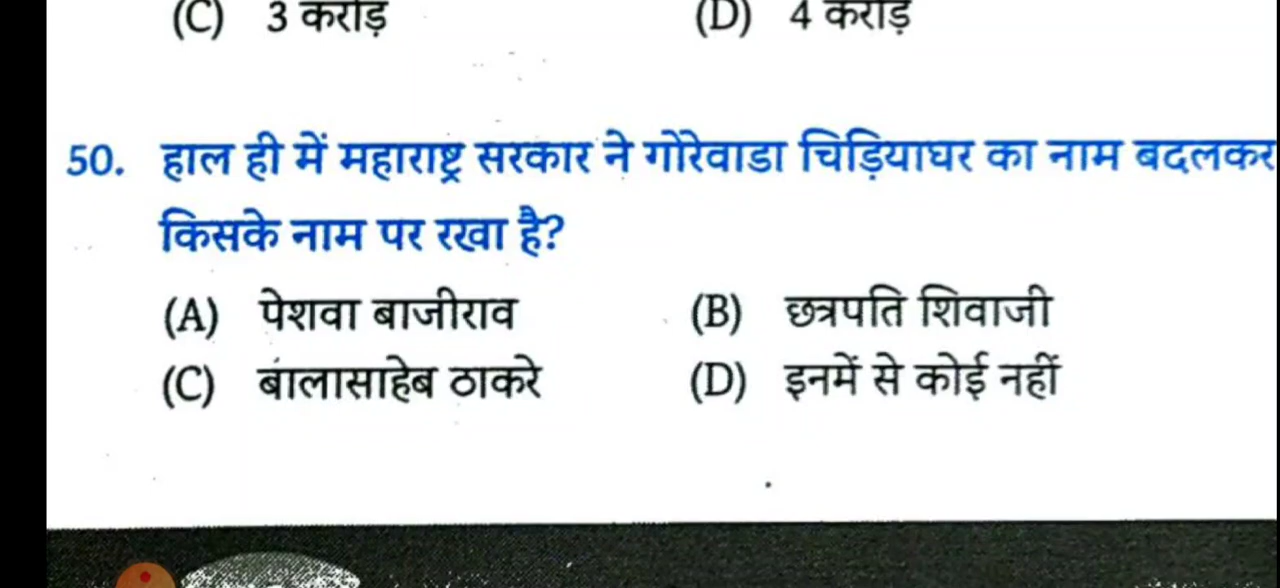 (C) 3 करोड़ (D) 4 करोड़
50. हाल ही में महाराष्ट्र सरकार ने गोरेवाडा चिड़ियाघर का नाम बदलकर
किसके नाम पर रखा है?
(A) पेशवा बाजीराव (B) छत्रपति शिवाजी
(C) बालासाहेब ठाकरे (D) इनमें से कोई नहीं